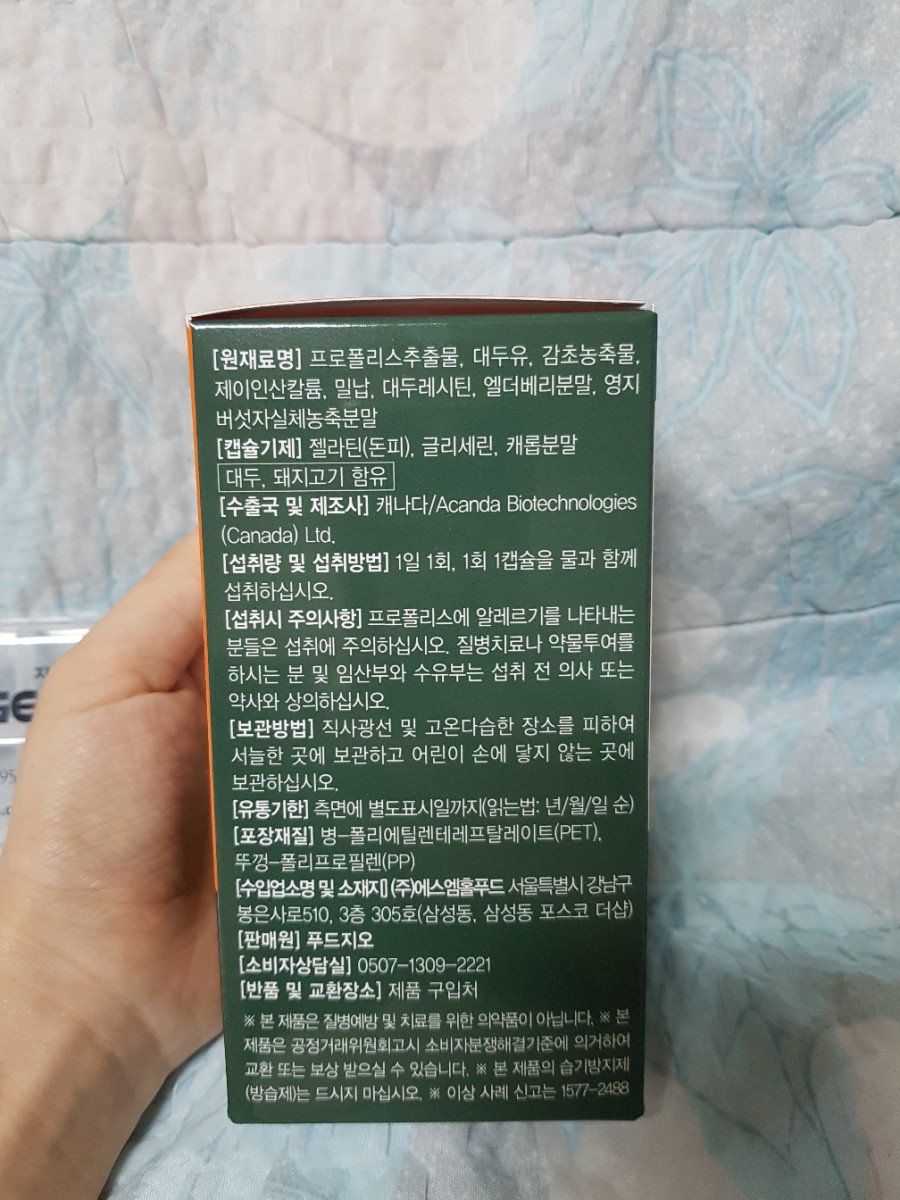 [원재료명] 프로폴리스추출물, 대두유, 감초농축물,
제이인산칼륨, 밀납, 대두레시틴, 엘더베리분말, 영지
버섯자실체농축분말
[캡슐기제] 젤라틴(돈피), 글리세린, 캐롭분말
대두, 돼지고기 함유
[수출국 및 제조사] 캐나다/Acanda Biotechnologies
(Canada) Ltd.
[섭취량 및 섭취방법] 1일 1회, 1회 1캡슐을 물과 함께
섭취하십시오.
[섭취시 주의사항] 프로폴리스에 알레르기를 나타내는
분들은 섭취에 주의하십시오. 질병치료나 약물투여를
하시는 분 및 임산부와 수유부는 섭취 전 의사 또는
약사와 상의하십시오.
[보관방법] 직사광선 및 고온다습한 장소를 피하여
서늘한 곳에 보관하고 어린이 손에 닿지 않는 곳에
보관하십시오.
[유통기한] 측면에 별도표시일까지(읽는법: 년/월/일 순)
[포장재질] 병-폴리에틸렌테레프탈레이트(PET),
뚜껑-폴리프로필렌(PP)
[수입업소명 및 소재지] (주)에스엠홀푸드 서울특별시 강남구
봉은사로510, 3층 305호(삼성동, 삼성동 포스코 더샵)
[판매원] 푸드지오
[소비자상담실] 0507-1309-2221
[반품 및 교환장소] 제품 구입처
※ 본 제품은 질병예방 및 치료를 위한 의약품이 아닙니다. ※ 본
제품은 공정거래위원회고시 소비자분쟁해결기준에 의거하여
교환 또는 보상 받으실 수 있습니다. ※ 본 제품의 습기방지제
(방습제)는 드시지 마십시오. ※ 이상 사례 신고는 1577-2488